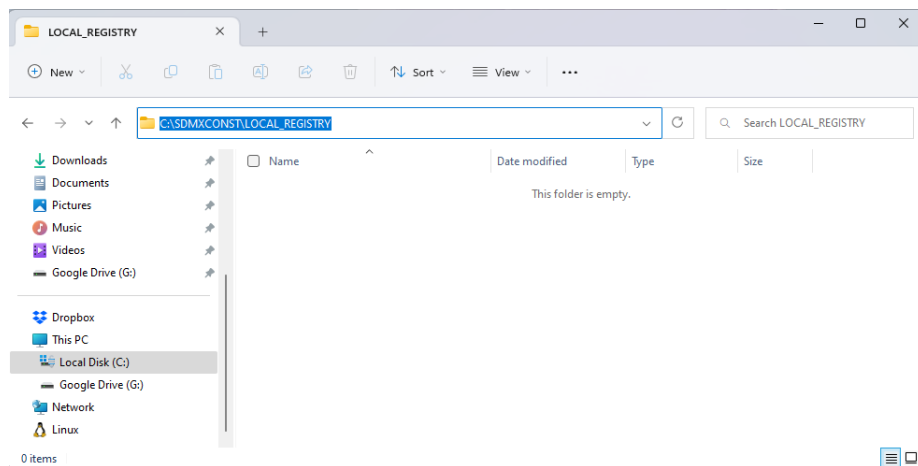 LOCAL_REGISTRY
New
Sort
View
C:\SDMXCONST\LOCAL_REGISTRY
Search LOCAL_REGISTRY
Downloads
Documents
Pictures
Music
Videos
Google Drive (G:)
Dropbox
This PC
Local Disk (C:)
Google Drive (G:)
Network
Linux
Name Date modified Type Size
This folder is empty.
0 items